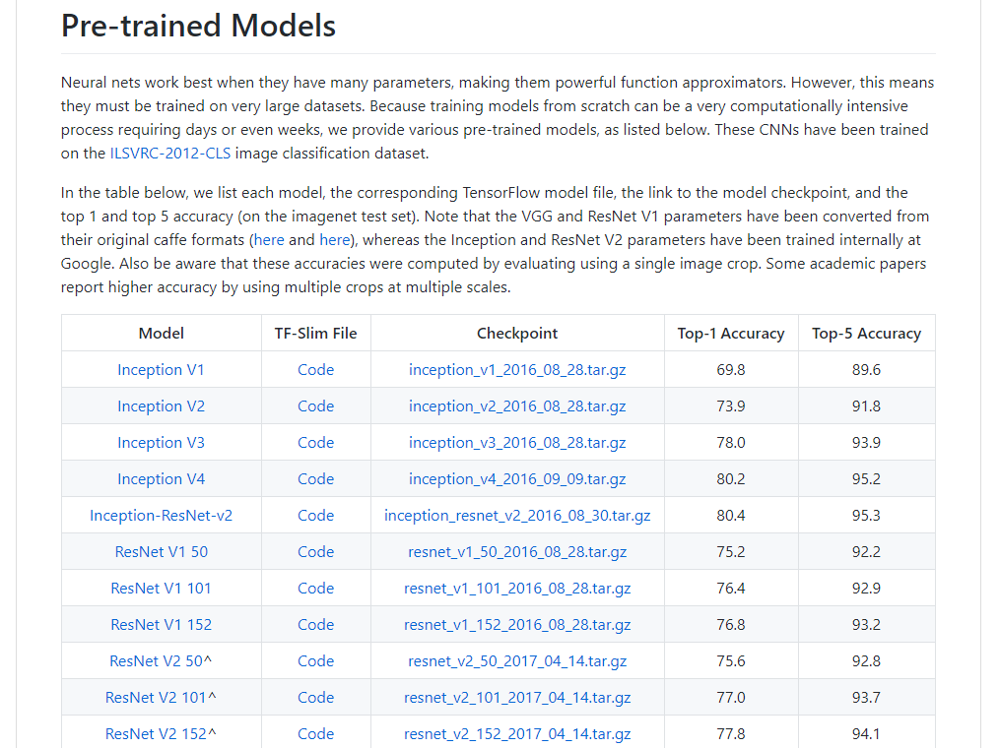 Pre-trained Models
Neural nets work best when they have many parameters, making them powerful function approximators. However, this means
they must be trained on very large datasets. Because training models from scratch can be a very computationally intensive
process requiring days or even weeks, we provide various pre-trained models, as listed below. These CNNs have been trained
on the ILSVRC-2012-CLS image classification dataset.
In the table below, we list each model, the corresponding TensorFlow model file, the link to the model checkpoint, and the
top 1 and top 5 accuracy (on the imagenet test set). Note that the VGG and ResNet V1 parameters have been converted from
their original caffe formats (here and here), whereas the Inception and ResNet V2 parameters have been trained internally at
Google. Also be aware that these accuracies were computed by evaluating using a single image crop. Some academic papers
report higher accuracy by using multiple crops at multiple scales.
Model TF-Slim File Checkpoint Top-1 Accuracy Top-5 Accuracy
Inception V1 Code inception_v1_2016_08_28.tar.gz 69.8 89.6
Inception V2 Code inception_v2_2016_08_28.tar.gz 73.9 91.8
Inception V3 Code inception_v3_2016_08_28.tar.gz 78.0 93.9
Inception V4 Code inception_v4_2016_09_09.tar.gz 80.2 95.2
Inception-ResNet-v2 Code inception_resnet_v2_2016_08_30.tar.gz 80.4 95.3
ResNet V1 50 Code resnet_v1_50_2016_08_28.tar.gz 75.2 92.2
ResNet V1 101 Code resnet_v1_101_2016_08_28.tar.gz 76.4 92.9
ResNet V1 152 Code resnet_v1_152_2016_08_28.tar.gz 76.8 93.2
ResNet V2 50^ Code resnet_v2_50_2017_04_14.tar.gz 75.6 92.8
ResNet V2 101^ Code resnet_v2_101_2017_04_14.tar.gz 77.0 93.7
ResNet V2 152^ Code resnet_v2_152_2017_04_14.tar.gz 77.8 94.1